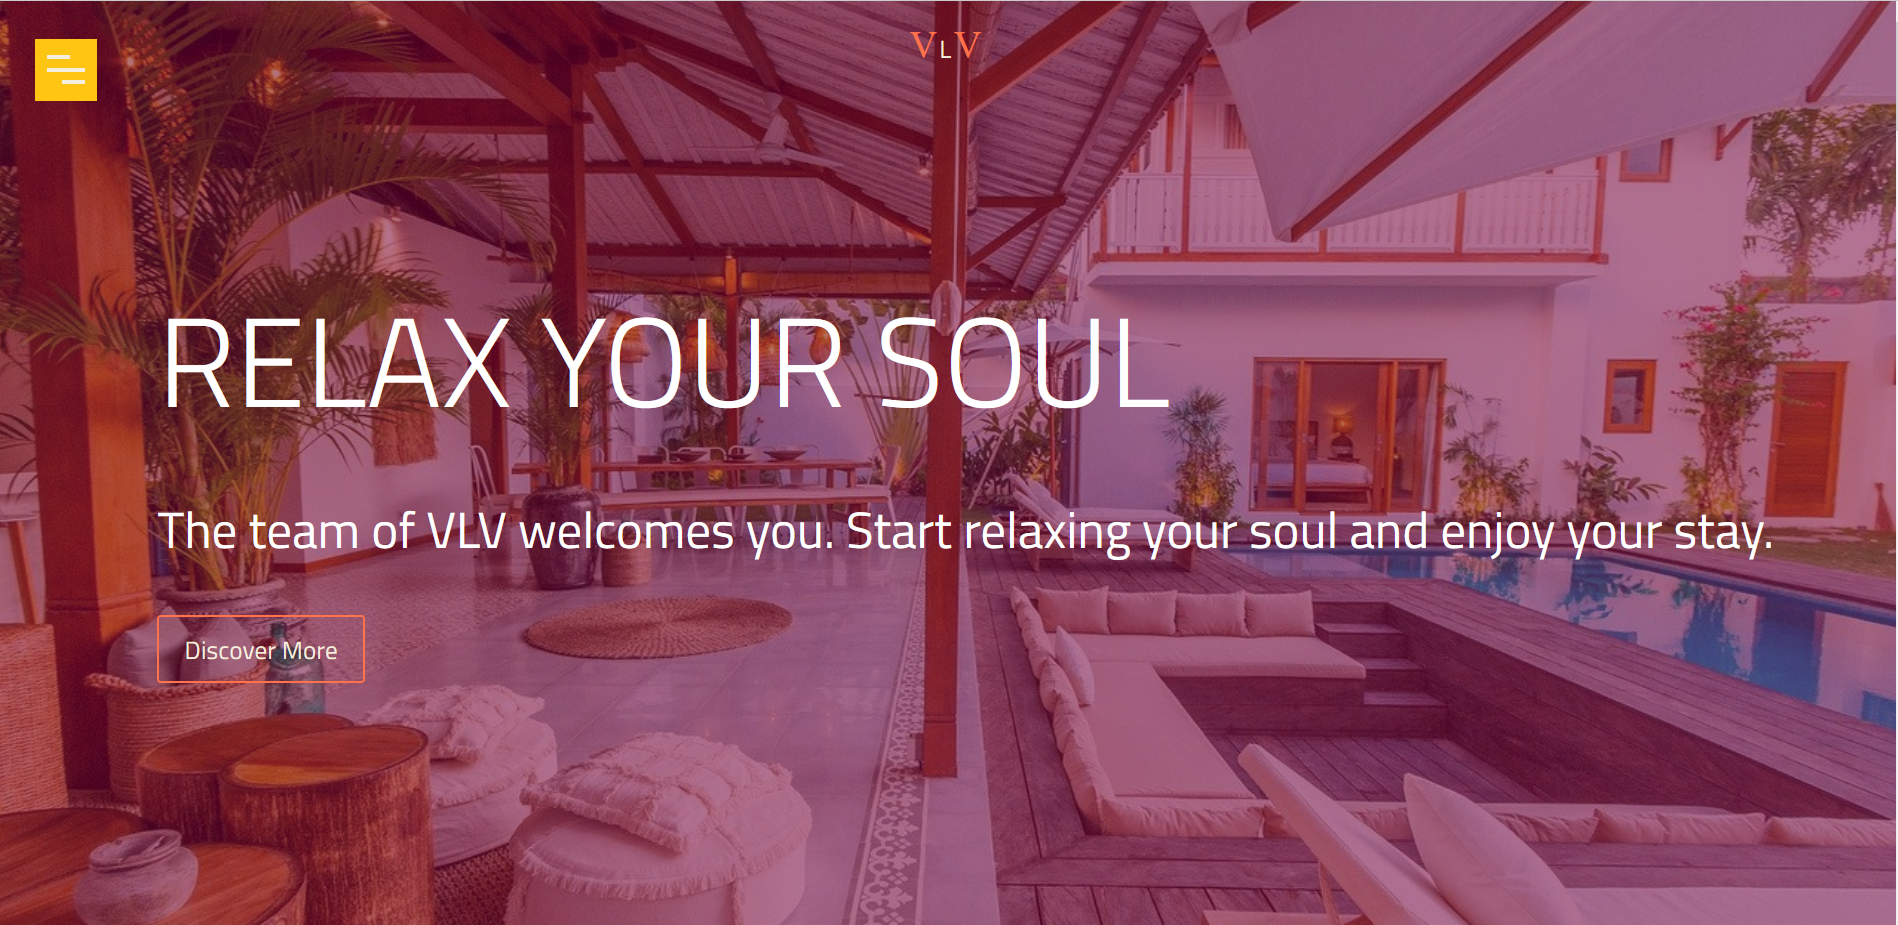 VLV
RELAX YOUR SOUL
The team of VLV welcomes you. Start relaxing your soul and enjoy your stay.
Discover More